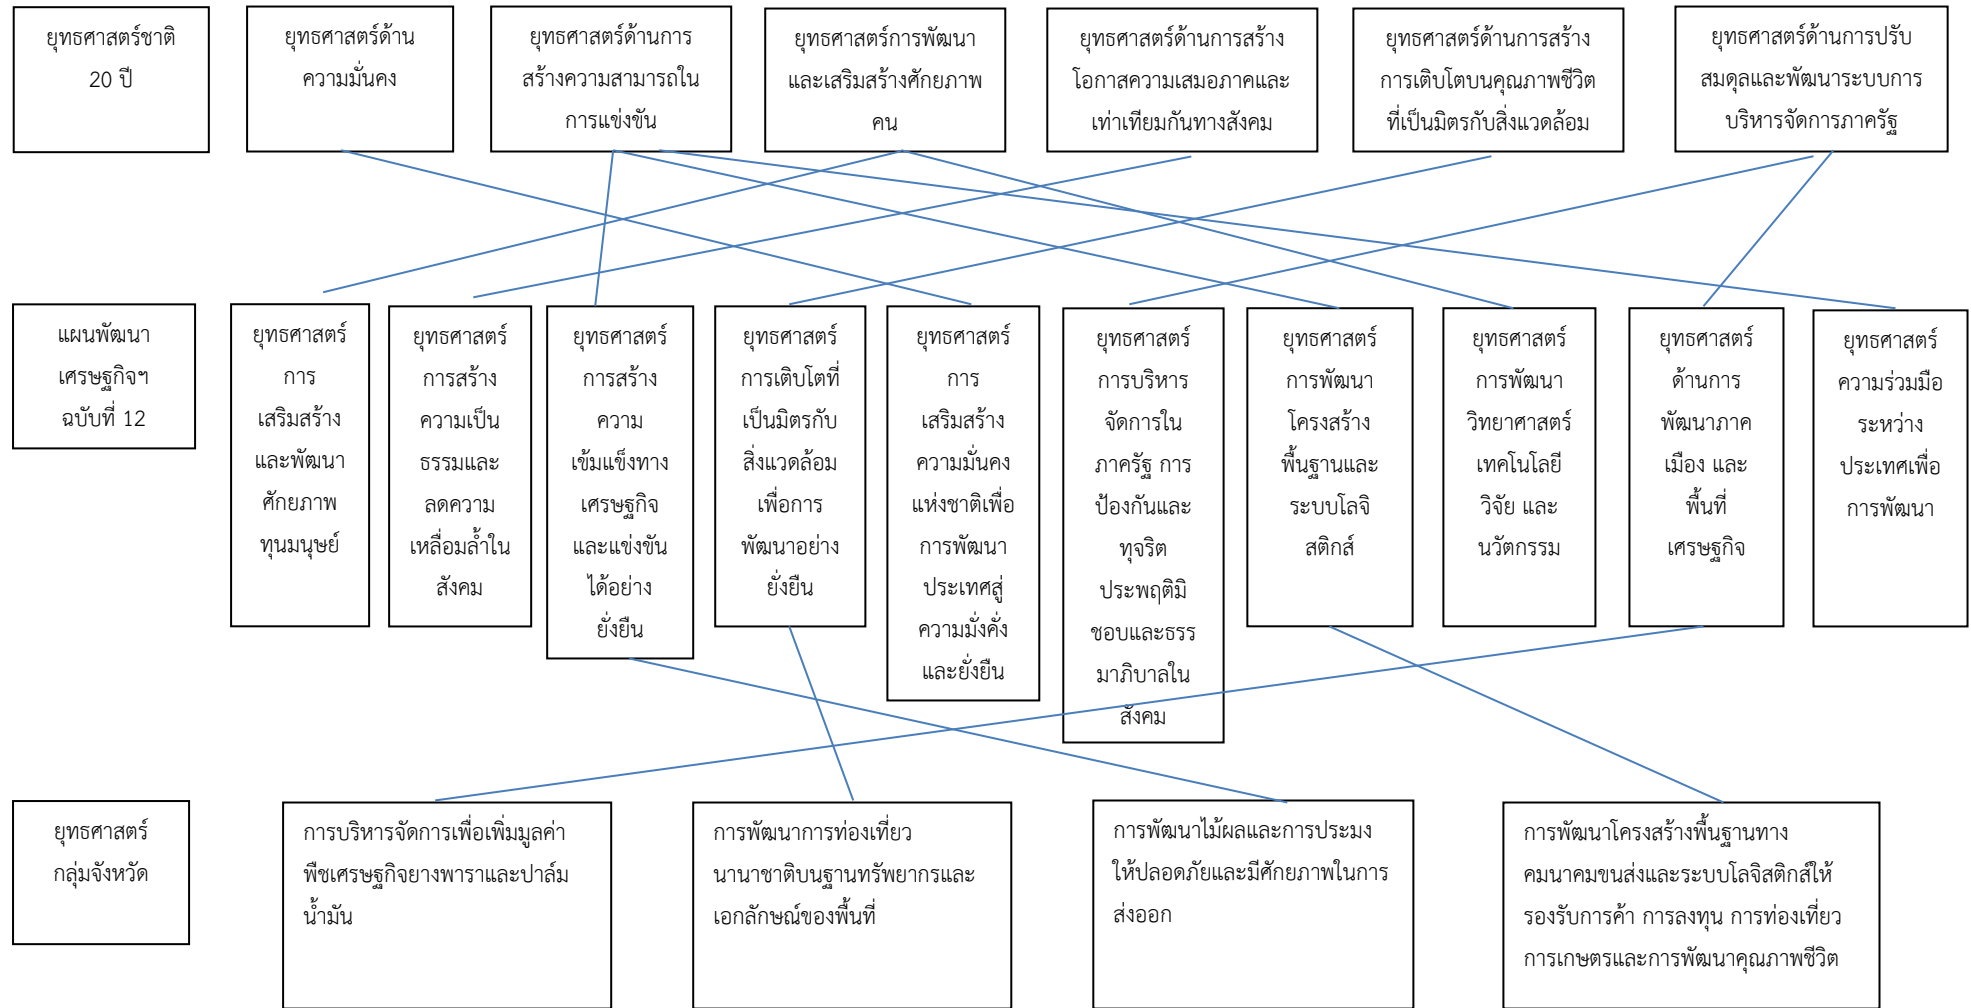 ยุทธศาสตร์ชาติ
20 ปี
ยุทธศาสตร์ด้าน
ความมั่นคง
ยุทธศาสตร์ด้านการ
สร้างความสามารถใน
การแข่งขัน
ยุทธศาสตร์การพัฒนา
และเสริมสร้างศักยภาพ
คน
ยุทธศาสตร์ด้านการสร้าง
โอกาสความเสมอภาคและ
เท่าเทียมกันทางสังคม
ยุทธศาสตร์ด้านการสร้าง
การเติบโตบนคุณภาพชีวิต
ที่เป็นมิตรกับสิ่งแวดล้อม
ยุทธศาสตร์ด้านการปรับ
สมดุลและพัฒนาระบบการ
บริหารจัดการภาครัฐ
แผนพัฒนา
เศรษฐกิจฯ
ฉบับที่ 12
ยุทธศาสตร์
การ
เสริมสร้าง
และพัฒนา
ศักยภาพ
ทุนมนุษย์
ยุทธศาสตร์
การสร้าง
ความเป็น
ธรรมและ
ลดความ
เหลื่อมล้ำใน
สังคม
ยุทธศาสตร์
การสร้าง
ความ
เข้มแข็งทาง
เศรษฐกิจ
และแข่งขัน
ได้อย่าง
ยั่งยืน
ยุทธศาสตร์
การเติบโตที่
เป็นมิตรกับ
สิ่งแวดล้อม
เพื่อการ
พัฒนาอย่าง
ยั่งยืน
ยุทธศาสตร์
การ
เสริมสร้าง
ความมั่นคง
แห่งชาติเพื่อ
การพัฒนา
ประเทศสู่
ความมั่งคั่ง
และยั่งยืน
ยุทธศาสตร์
การบริหาร
จัดการใน
ภาครัฐ การ
ป้องกันและ
ทุจริต
ประพฤติมิ
ชอบและธรร
มาภิบาลใน
สังคม
ยุทธศาสตร์
การพัฒนา
โครงสร้าง
พื้นฐานและ
ระบบโลจิ
สติกส์
ยุทธศาสตร์
การพัฒนา
วิทยาศาสตร์
เทคโนโลยี
วิจัย และ
นวัตกรรม
ยุทธศาสตร์
ด้านการ
พัฒนาภาค
เมือง และ
พื้นที่
เศรษฐกิจ
ยุทธศาสตร์
ความร่วมมือ
ระหว่าง
ประเทศเพื่อ
การพัฒนา
ยุทธศาสตร์
กลุ่มจังหวัด
การบริหารจัดการเพื่อเพิ่มมูลค่า
พืชเศรษฐกิจยางพาราและปาล์ม
น้ำมัน
การพัฒนาการท่องเที่ยว
นานาชาติบนฐานทรัพยากรและ
เอกลักษณ์ของพื้นที่
การพัฒนาไม้ผลและการประมง
ให้ปลอดภัยและมีศักยภาพในการ
ส่งออก
การพัฒนาโครงสร้างพื้นฐานทาง
คมนาคมขนส่งและระบบโลจิสติกส์ให้
รองรับการค้า การลงทุน การท่องเที่ยว
การเกษตรและการพัฒนาคุณภาพชีวิต